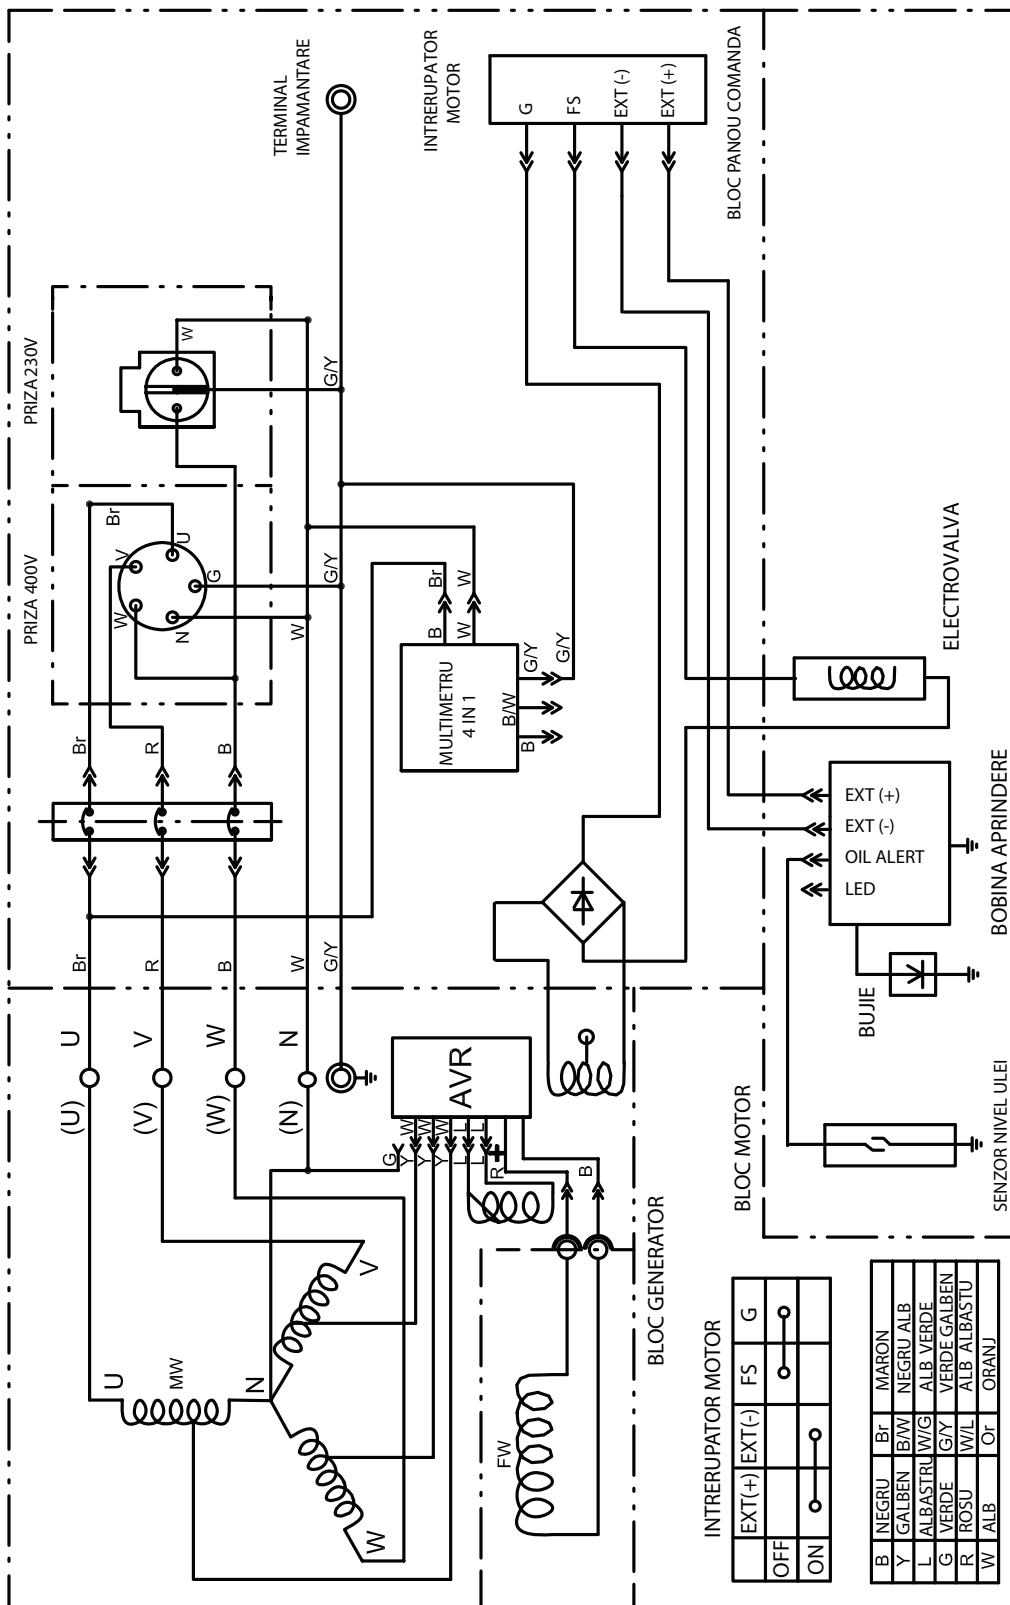 TERMINAL
IMPAMANTARE
INTRERUPATOR
MOTOR
G
FS
EXT (-)
EXT (+)
BLOC PANOU COMANDA
PRIZA 230V
W
G/Y
PRIZA 400V
Br
V
U
W
G
N
G/Y
W
Br
R
B
Br
W
B
W
MULTIMETRU
4 IN 1
G/Y
G/Y
B/W
B
ELECTROVALVA
EXT (+)
EXT (-)
OIL ALERT
LED
BOBINA APRINDERE
BUJIE
SENZOR NIVEL ULEI
BLOC MOTOR
Br
R
B
W
G/Y
U
V
W
N
(U)
(V)
(W)
(N)
AVR
W
W
W
L
L
G
Y
Y
Y
L
L
+
R
B
U
MW
N
V
W
FW
BLOC GENERATOR
INTRERUPATOR MOTOR
EXT(+) EXT(-) FS G
OFF
ON
B NEGRU Br MARON
Y GALBEN B/W NEGRU ALB
L ALBASTRU W/G ALB VERDE
G VERDE G/Y VERDE GALBEN
R ROSU W/L ALB ALBASTU
W ALB Or ORANJ